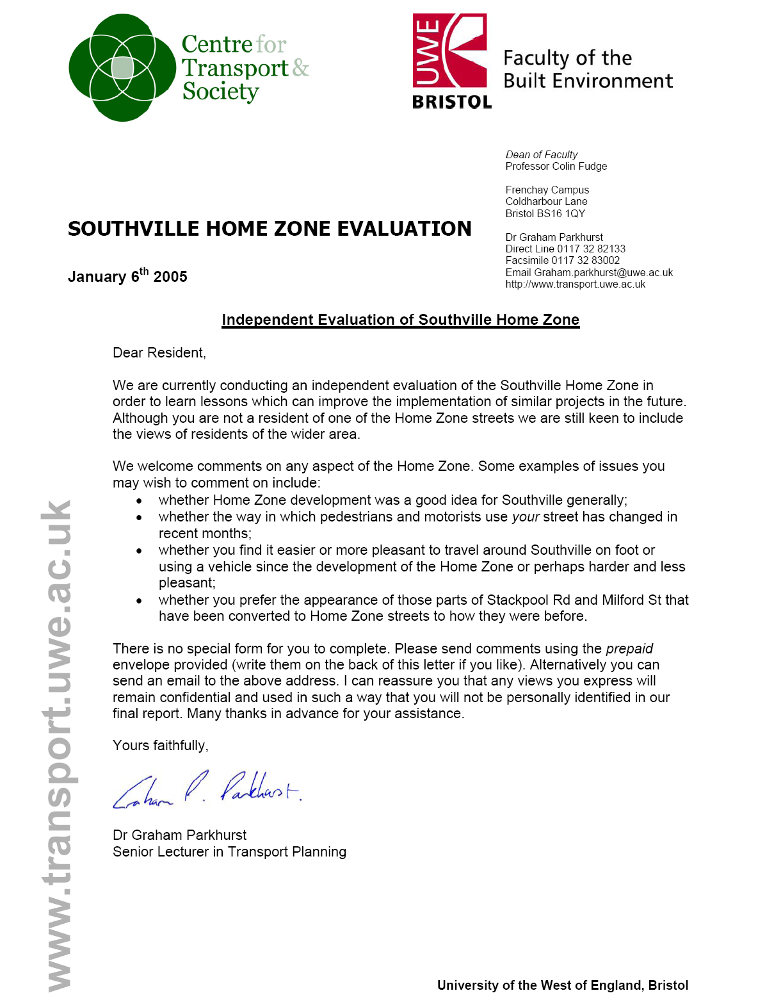 Centre for
Transport &
Society
UWE
BRISTOL
Faculty of the
Built Environment
Dean of Faculty
Professor Colin Fudge
Frenchay Campus
Coldharbour Lane
Bristol BS16 1QY
Dr Graham Parkhurst
Direct Line 0117 32 82133
Facsimile 0117 32 83002
Email Graham.parkhurst@uwe.ac.uk
http://www.transport.uwe.ac.uk
SOUTHVILLE HOME ZONE EVALUATION
January 6th 2005
Independent Evaluation of Southville Home Zone
Dear Resident,
We are currently conducting an independent evaluation of the Southville Home Zone in
order to learn lessons which can improve the implementation of similar projects in the future.
Although you are not a resident of one of the Home Zone streets we are still keen to include
the views of residents of the wider area.
We welcome comments on any aspect of the Home Zone. Some examples of issues you
may wish to comment on include:
• whether Home Zone development was a good idea for Southville generally;
• whether the way in which pedestrians and motorists use your street has changed in
recent months;
• whether you find it easier or more pleasant to travel around Southville on foot or
using a vehicle since the development of the Home Zone or perhaps harder and less
pleasant;
• whether you prefer the appearance of those parts of Stackpool Rd and Milford St that
have been converted to Home Zone streets to how they were before.
There is no special form for you to complete. Please send comments using the prepaid
envelope provided (write them on the back of this letter if you like). Alternatively you can
send an email to the above address. I can reassure you that any views you express will
remain confidential and used in such a way that you will not be personally identified in our
final report. Many thanks in advance for your assistance.
Yours faithfully,
Graham P. Parkhurst.
Dr Graham Parkhurst
Senior Lecturer in Transport Planning
www.transport.uwe.ac.uk
University of the West of England, Bristol